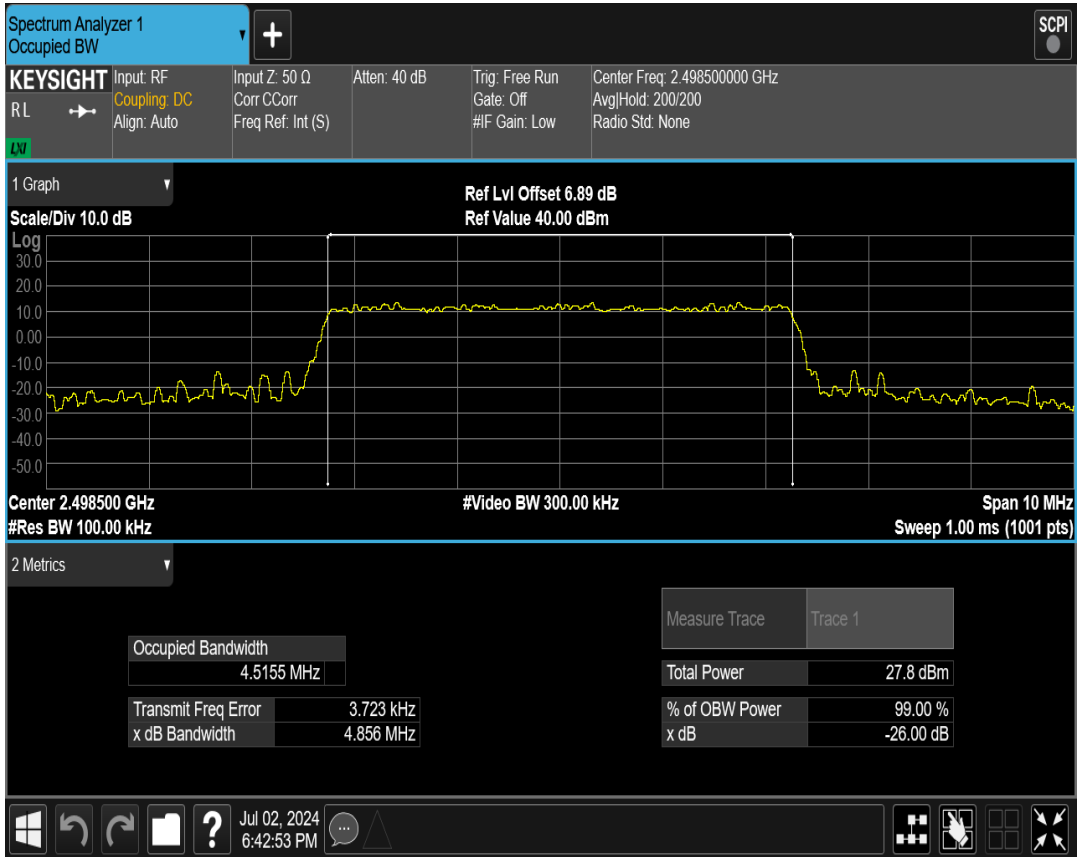 Spectrum Analyzer 1
Occupied BW
+
SCPI
KEYSIGHT
RL
LXI
Input: RF
Coupling: DC
Align: Auto
Input Z: 50 Ω
Corr CCorr
Freq Ref: Int (S)
Atten: 40 dB
Trig: Free Run
Gate: Off
#IF Gain: Low
Center Freq: 2.498500000 GHz
Avg|Hold: 200/200
Radio Std: None
1 Graph
Scale/Div 10.0 dB
Ref Lvl Offset 6.89 dB
Ref Value 40.00 dBm
Log
30.0
20.0
10.0
0.00
-10.0
-20.0
-30.0
-40.0
-50.0
Center 2.498500 GHz
#Res BW 100.00 kHz
#Video BW 300.00 kHz
Span 10 MHz
Sweep 1.00 ms (1001 pts)
2 Metrics
Occupied Bandwidth
4.5155 MHz
Transmit Freq Error 3.723 kHz
x dB Bandwidth 4.856 MHz
Measure Trace Trace 1
Total Power 27.8 dBm
% of OBW Power 99.00 %
x dB -26.00 dB
?
Jul 02, 2024
6:42:53 PM